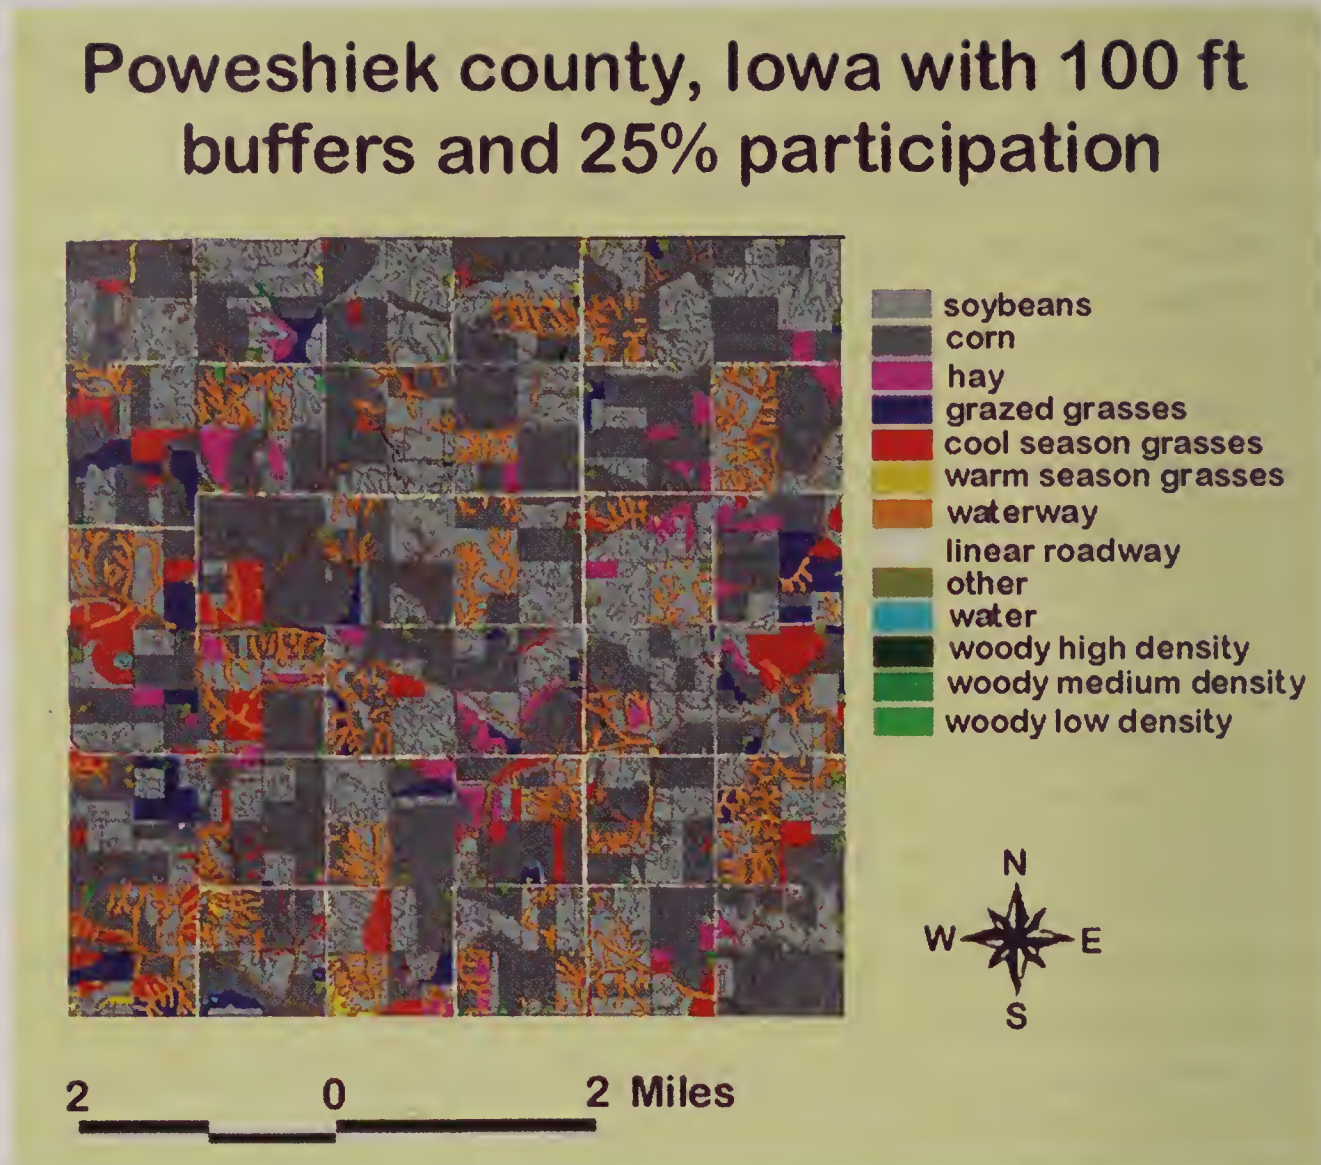 Poweshiek county, Iowa with 100 ft
buffers and 25% participation
soybeans
corn
hay
grazed grasses
cool season grasses
warm season grasses
waterway
linear roadway
other
water
woody high density
woody medium density
woody low density
N
W E
S
2 0 2 Miles